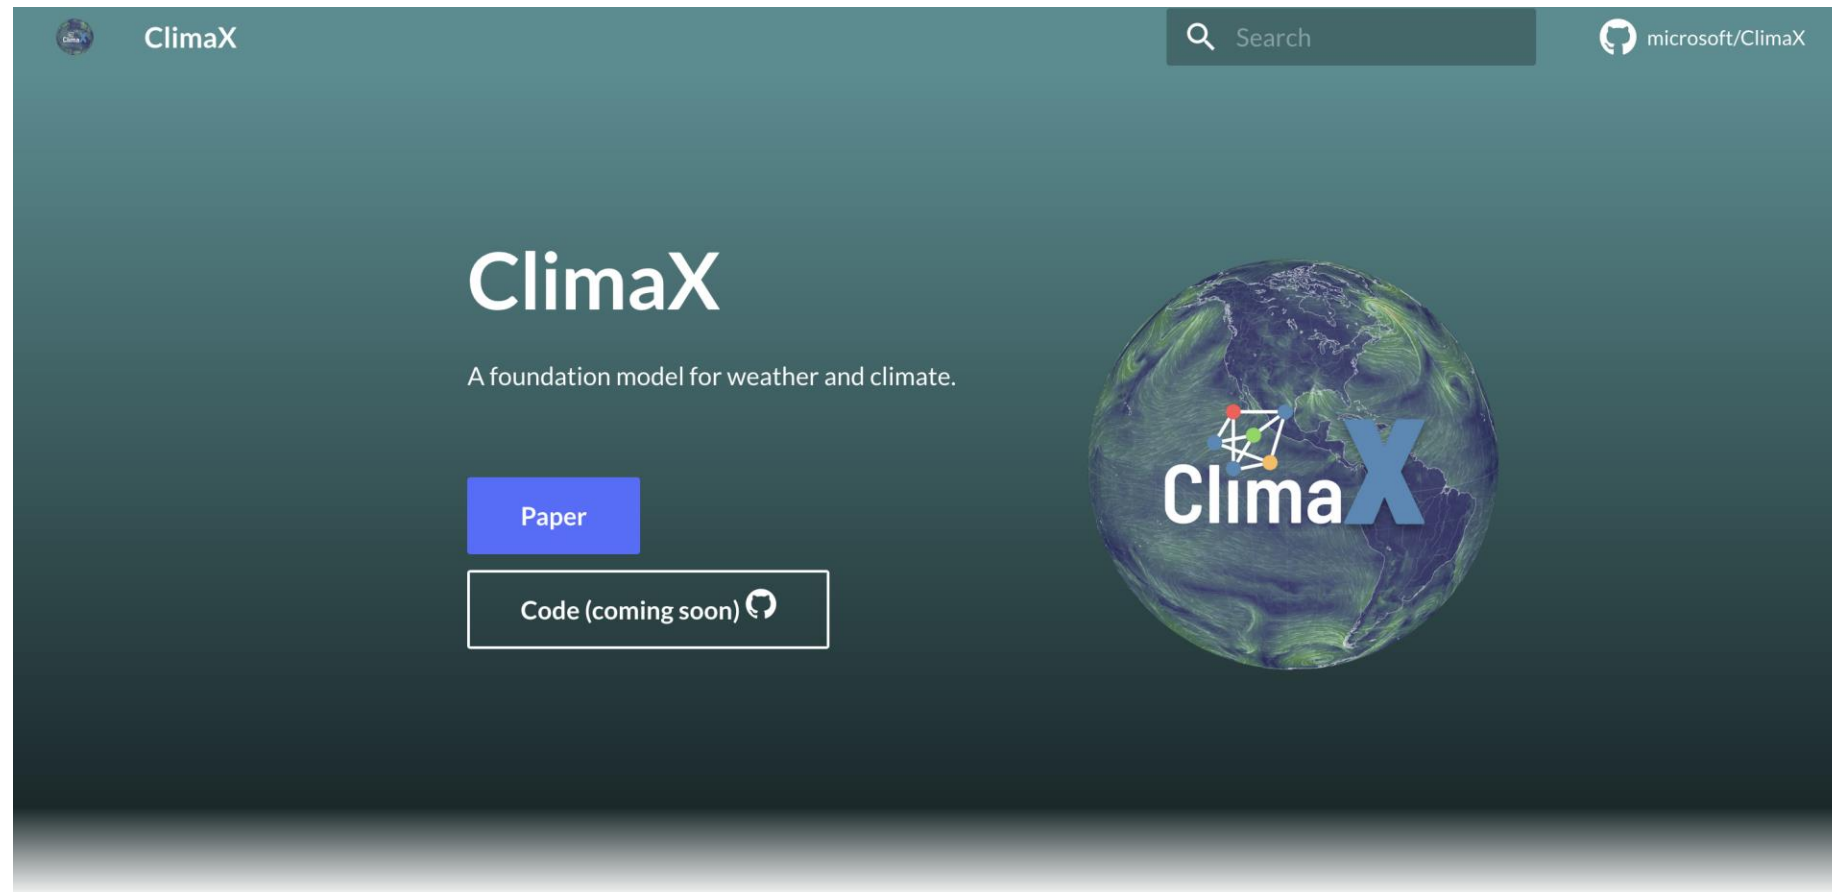 ClimaX
Search
microsoft/ClimaX
ClimaX
A foundation model for weather and climate.
Paper
Code (coming soon)
ClimaX